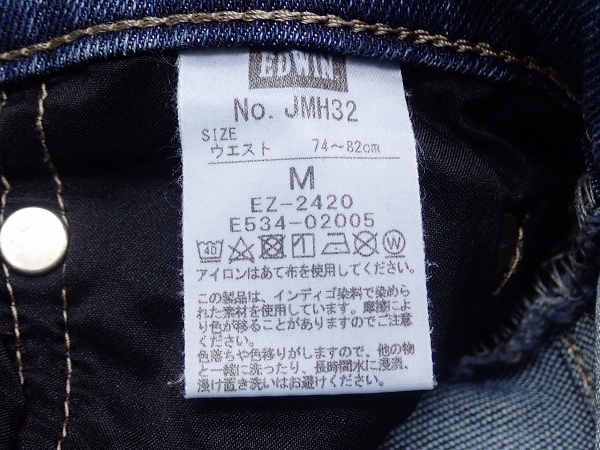 EDWIN
No. JMH32
SIZE
ウエスト 74～82cm
M
EZ-2420
E534-02005
アイロンはあて布を使用してください。
この製品は、インディゴ染料で染めら
れた素材を使用しています。摩擦によ
り色が移ることがありますのでご注意
ください。
色落ちや色移りがしますので、他の物
と一緒に洗ったり、長時間水に浸漬、
浸け置き洗いはお避けください。